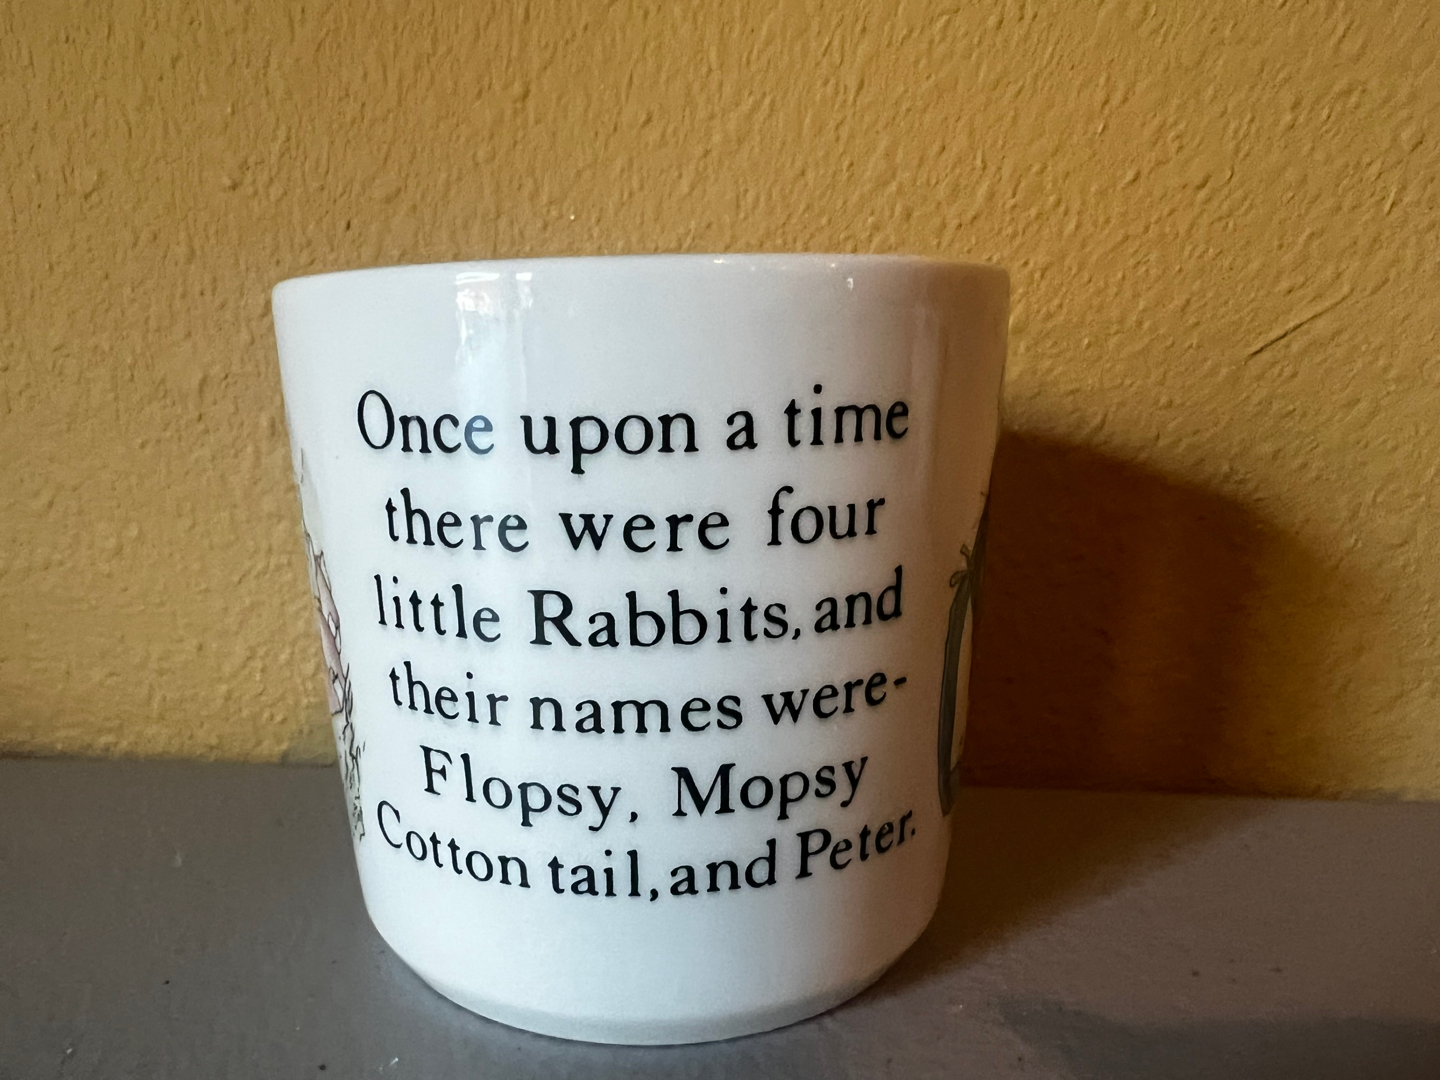 Once upon a time
there were four
little Rabbits, and
their names were-
Flopsy, Mopsy
Cotton tail, and Peter.